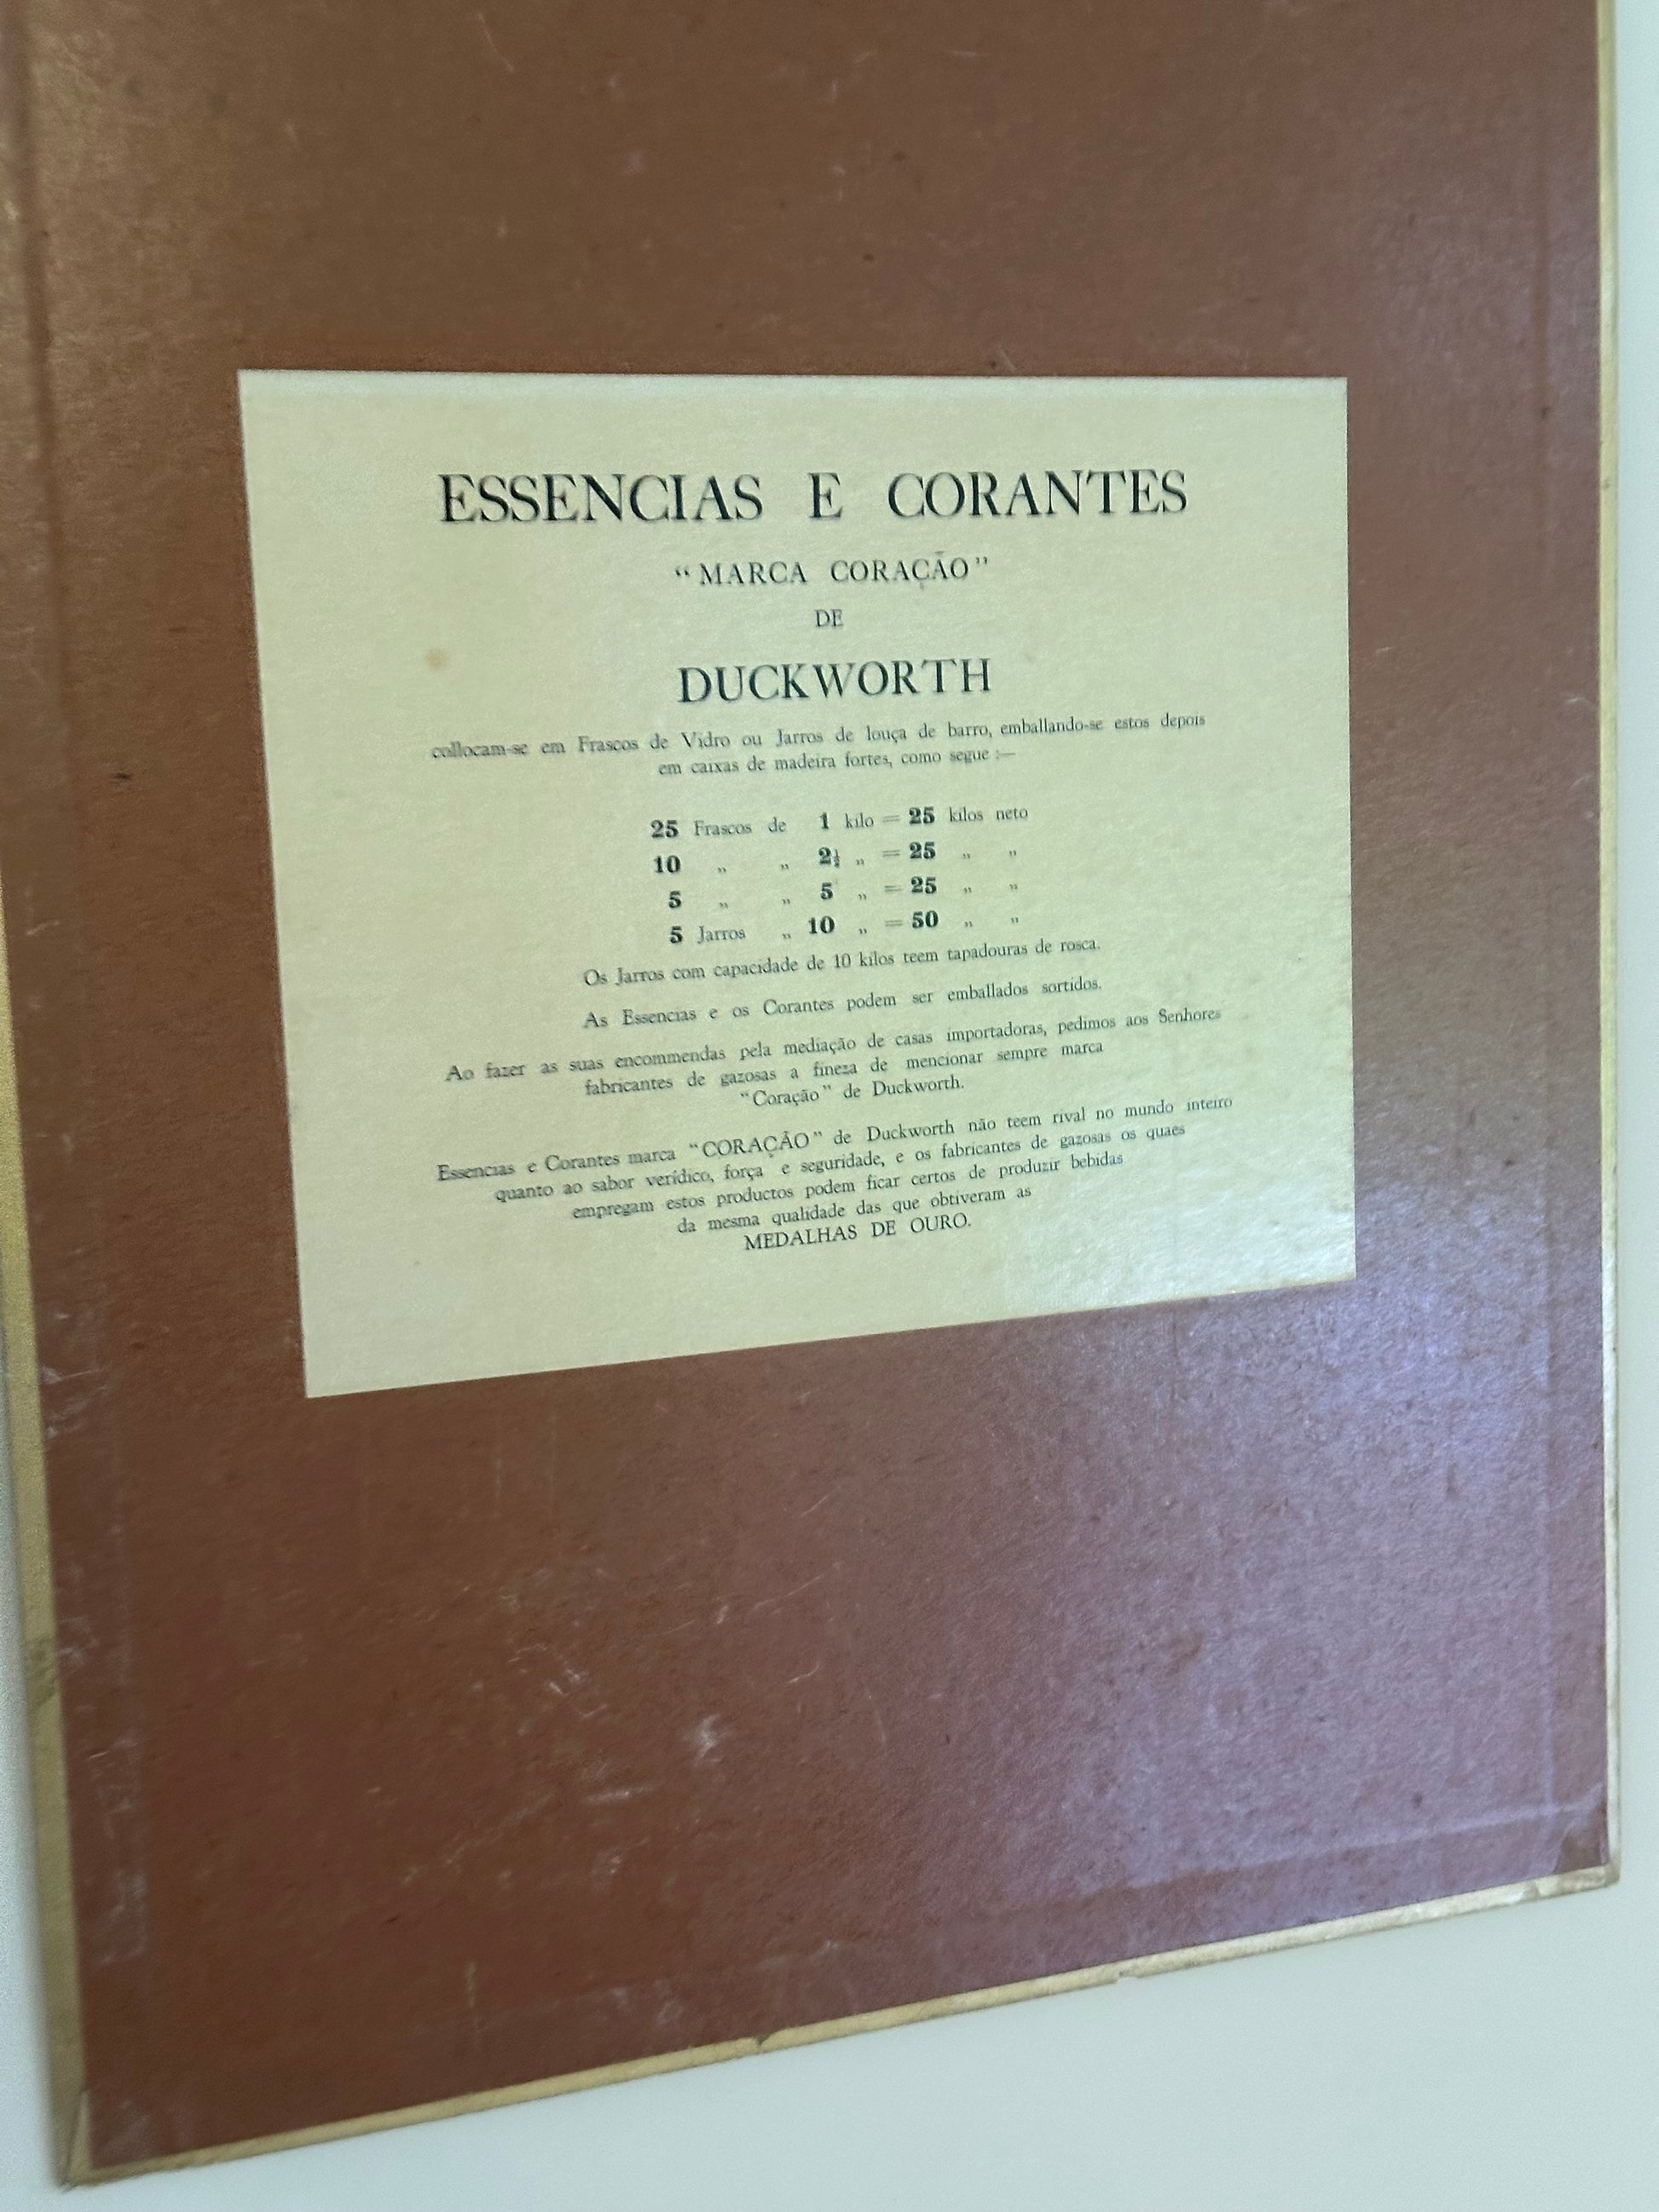 ESSENCIAS E CORANTES
“MARCA CORAÇÃO”
DE
DUCKWORTH
collocam-se em Frascos de Vidro ou Jarros de louça de barro, emballando-se estos depois
em caixas de madeira fortes, como segue :—
25 Frascos de 1 kilo = 25 kilos neto
10 „ „ 2½ „ = 25 „ „
5 „ „ 5 „ = 25 „ „
5 Jarros „ 10 „ = 50 „ „
Os Jarros com capacidade de 10 kilos teem tapadouras de rosca.
As Essencias e os Corantes podem ser emballados sortidos.
Ao fazer as suas encommendas pela mediação de casas importadoras, pedimos aos Senhores
fabricantes de gazosas a fineza de mencionar sempre marca
“Coração” de Duckworth.
Essencias e Corantes marca “CORAÇÃO” de Duckworth não teem rival no mundo inteiro
quanto ao sabor verídico, força e seguridade, e os fabricantes de gazosas os quaes
empregam estos productos podem ficar certos de produzir bebidas
da mesma qualidade das que obtiveram as
MEDALHAS DE OURO.